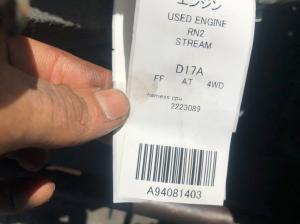 エンジン
USED ENGINE
RN2
STREAM
D17A
FF AT 4WD
harness cpu
2223089
A94081403